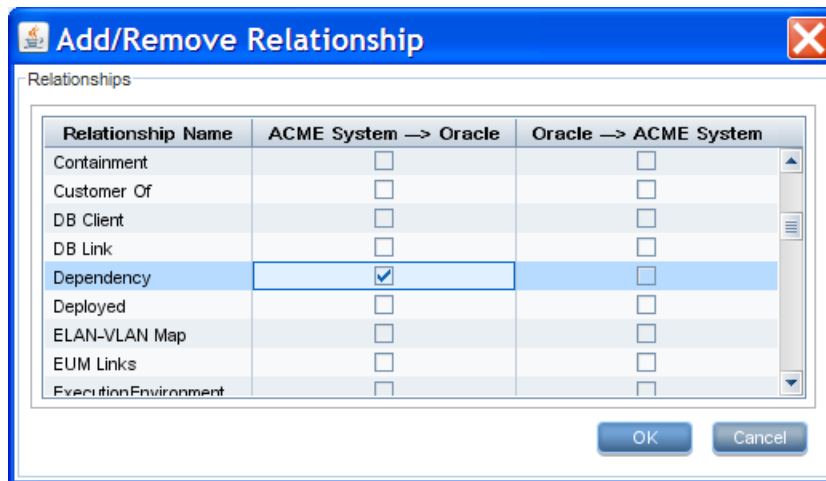 Add/Remove Relationship
Relationships
Relationship Name ACME System —> Oracle Oracle —> ACME System
Containment
Customer Of
DB Client
DB Link
Dependency
Deployed
ELAN-VLAN Map
EUM Links
ExecutionEnvironment
OK Cancel